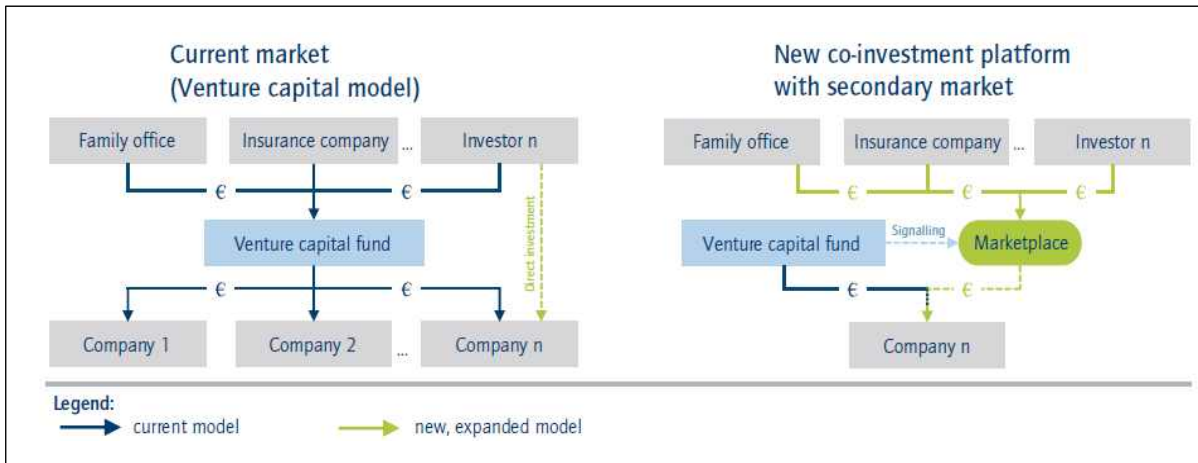 Current market
(Venture capital model)
Family office
Insurance company
...
Investor n
€
€
Direct investment
Venture capital fund
€
€
Company 1
Company 2
...
Company n
New co-investment platform
with secondary market
Family office
Insurance company
...
Investor n
€
€
€
Venture capital fund
Signalling
Marketplace
€
€
Company n
Legend:
current model
new, expanded model